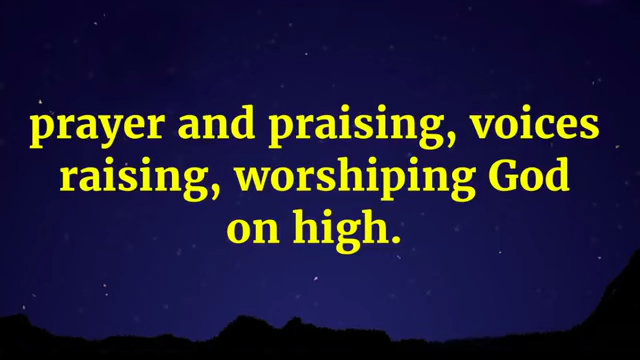 prayer and praising, voices
raising, worshiping God
on high.